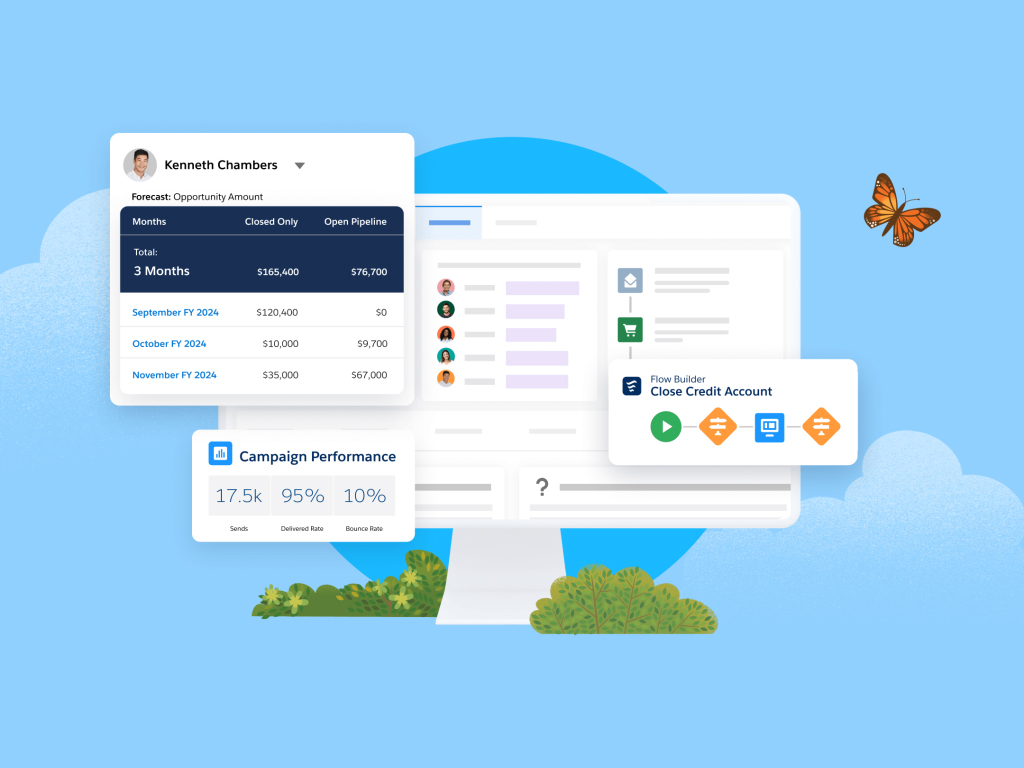 Kenneth Chambers
Forecast: Opportunity Amount
Months Closed Only Open Pipeline
Total:
3 Months $165,400 $76,700
September FY 2024 $120,400 $0
October FY 2024 $10,000 $9,700
November FY 2024 $35,000 $67,000
Flow Builder
Close Credit Account
Campaign Performance
17.5k 95% 10%
Sends Delivered Rate Bounce Rate
?